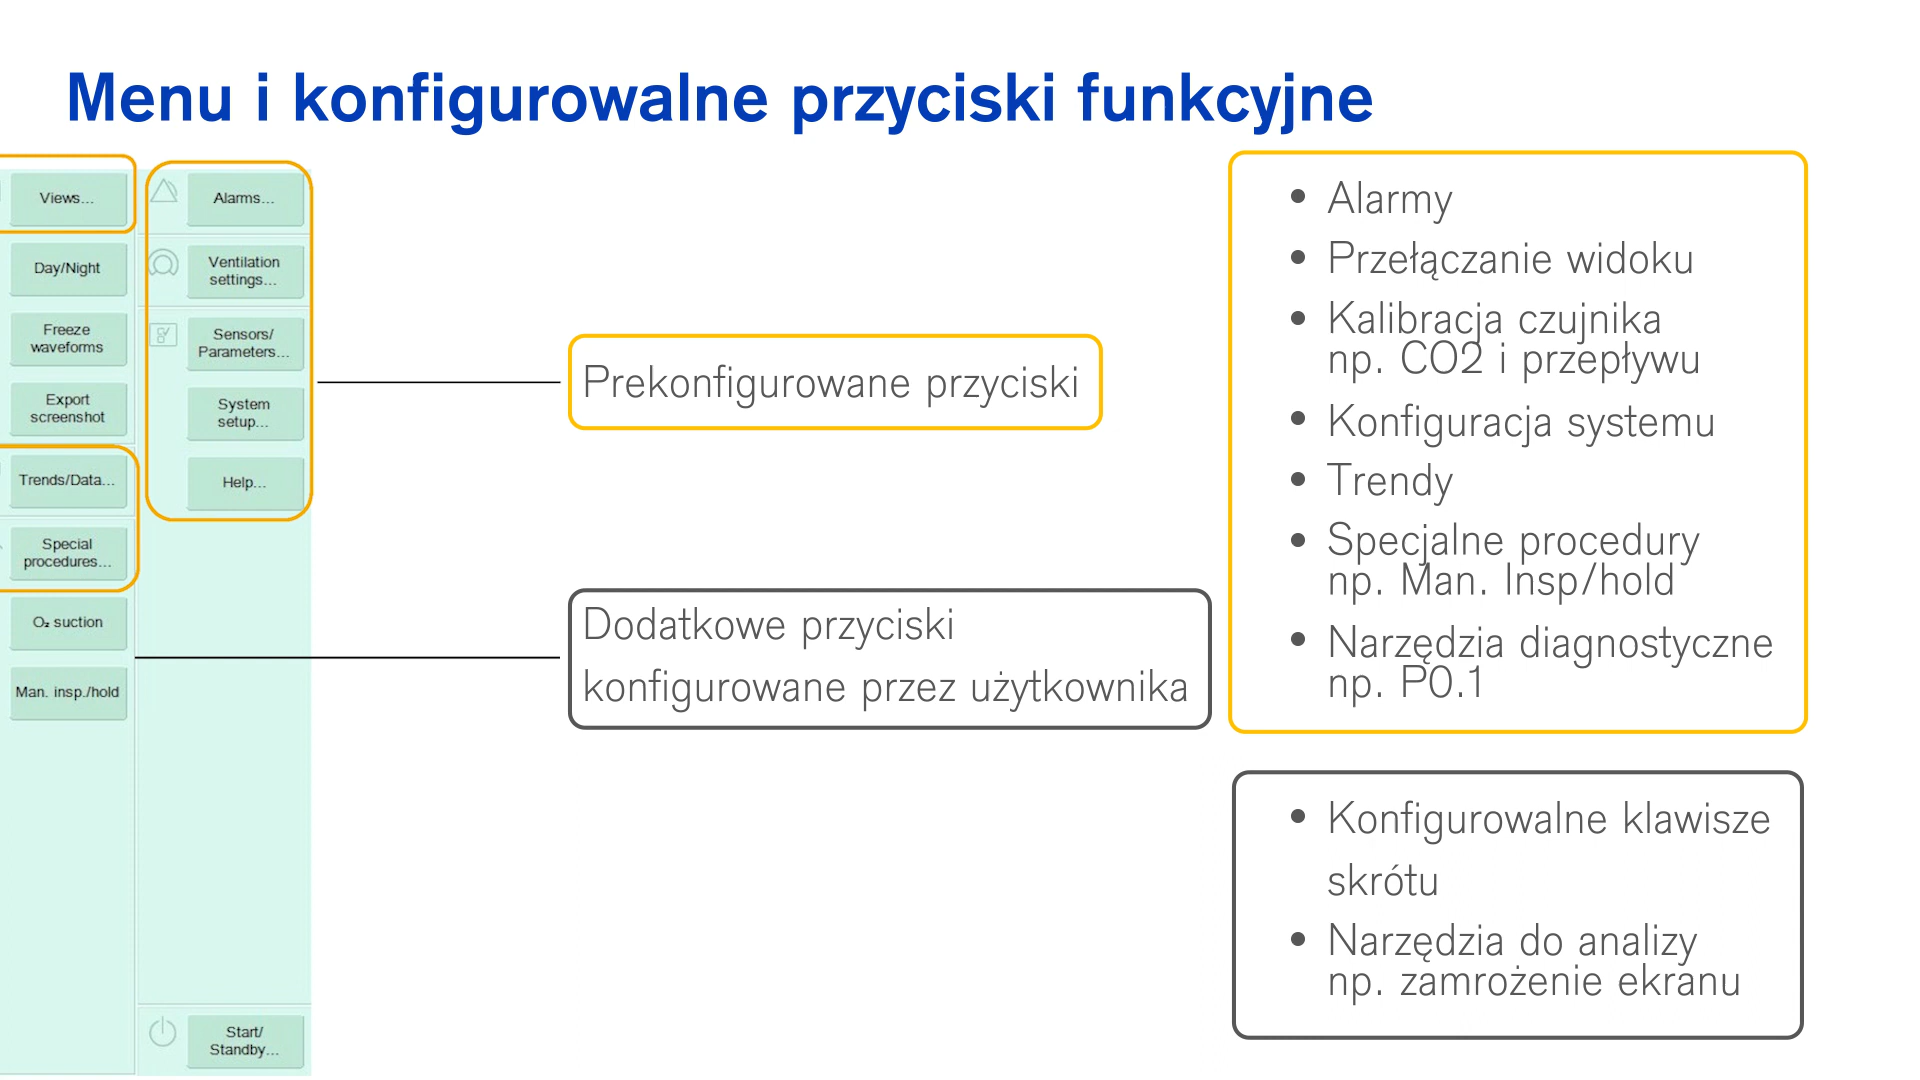 Menu i konfigurowalne przyciski funkcyjne
Views...
Day/Night
Freeze
waveforms
Export
screenshot
Trends/Data...
Special
procedures...
O₂ suction
Man. insp./hold
Alarms...
Ventilation
settings...
Sensors/
Parameters...
System
setup...
Help...
Start/
Standby...
Prekonfigurowane przyciski
Dodatkowe przyciski
konfigurowane przez użytkownika
• Alarmy
• Przełączanie widoku
• Kalibracja czujnika
np. CO2 i przepływu
• Konfiguracja systemu
• Trendy
• Specjalne procedury
np. Man. Insp/hold
• Narzędzia diagnostyczne
np. P0.1
• Konfigurowalne klawisze
skrótu
• Narzędzia do analizy
np. zamrożenie ekranu